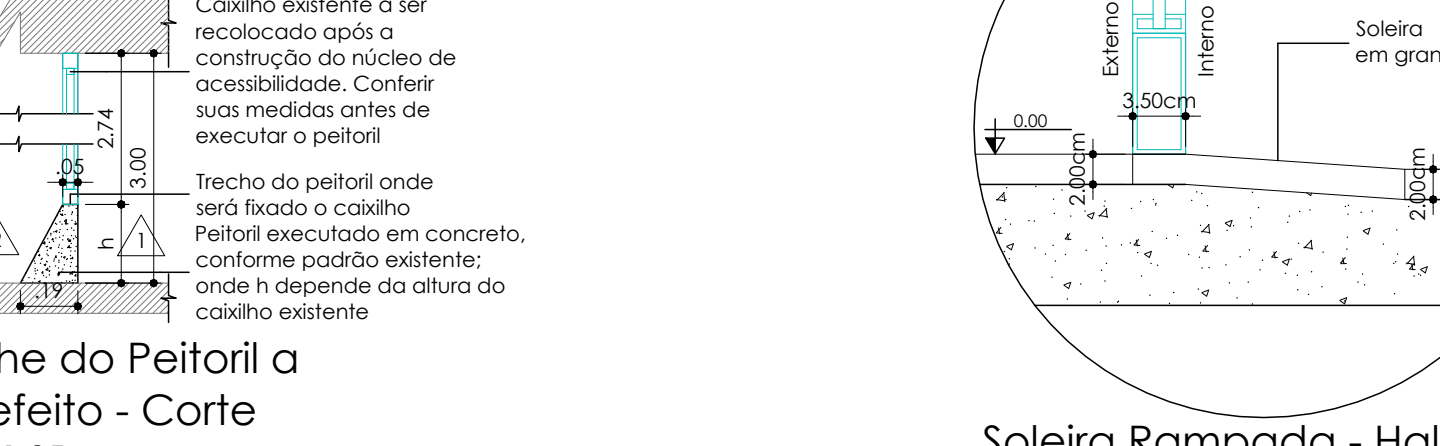 Caixilho existente a ser
recolocado após a
construção do núcleo de
acessibilidade. Conferir
suas medidas antes de
executar o peitoril
2.74
3.00
.05
Trecho do peitoril onde
será fixado o caixilho
Peitoril executado em concreto,
conforme padrão existente;
onde h depende da altura do
caixilho existente
h
1
.19
he do Peitoril a
efeito - Corte
Externo
Interno
Soleira
em gran
3.50cm
0.00
2.00cm
2.00cm
Soleira Rampada - Hal